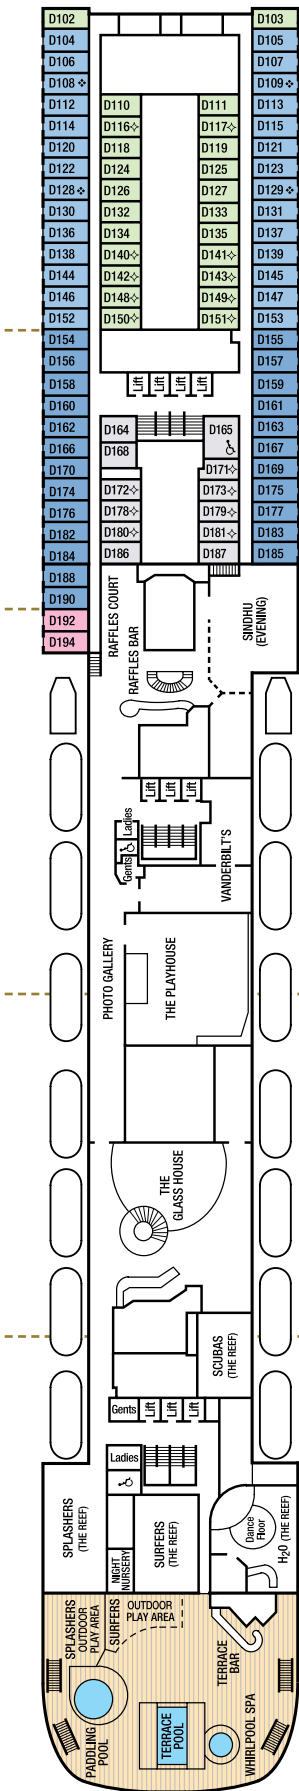 D102 D103
D104 D105
D106 D107
D108 D109
D112 D110 D111 D113
D114 D116 D117 D115
D120 D118 D119 D121
D122 D124 D125 D123
D128 D126 D127 D129
D130 D132 D133 D131
D136 D134 D135 D137
D138 D140 D141 D139
D144 D142 D143 D145
D146 D148 D149 D147
D152 D150 D151 D153
D154 D155
D156 D157
D158 Lift Lift Lift Lift D159
D160 D161
D162 D164 D165 D163
D166 D168 D167
D170 D171 D169
D174 D172 D173 D175
D176 D178 D179 D177
D182 D180 D181 D183
D184 D186 D187 D185
D188
D190
D192
D194
RAFFLES COURT
RAFFLES BAR
SINDHU
(EVENING)
Lift Lift Lift
Ladies
Gents
VANDERBILT'S
PHOTO GALLERY
THE PLAYHOUSE
THE
GLASS HOUSE
SCUBAS
(THE REEF)
Gents Lift Lift Lift
Ladies
SPLASHERS
(THE REEF)
NIGHT
NURSERY
SURFERS
(THE REEF)
Dance
Floor
H2O (THE REEF)
SPLASHERS
OUTDOOR
PLAY AREA
SURFERS
OUTDOOR
PLAY AREA
TERRACE
BAR
PADDLING
POOL
TERRACE
POOL
WHIRLPOOL SPA